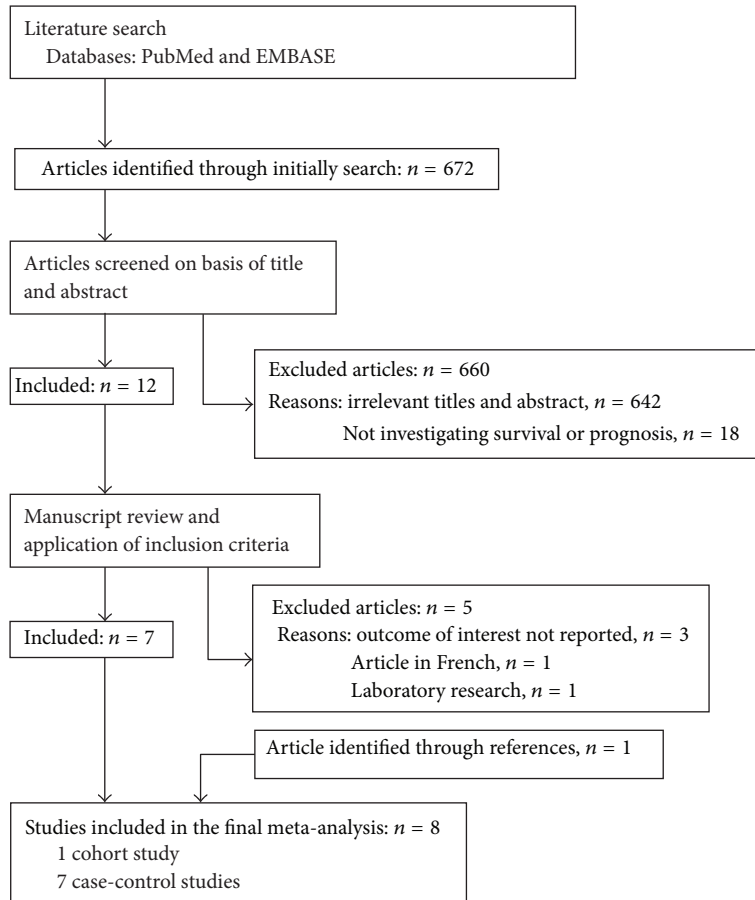 Literature search
Databases: PubMed and EMBASE
Articles identified through initially search: n = 672
Articles screened on basis of title
and abstract
Included: n = 12
Excluded articles: n = 660
Reasons: irrelevant titles and abstract, n = 642
Not investigating survival or prognosis, n = 18
Manuscript review and
application of inclusion criteria
Included: n = 7
Excluded articles: n = 5
Reasons: outcome of interest not reported, n = 3
Article in French, n = 1
Laboratory research, n = 1
Article identified through references, n = 1
Studies included in the final meta-analysis: n = 8
1 cohort study
7 case-control studies